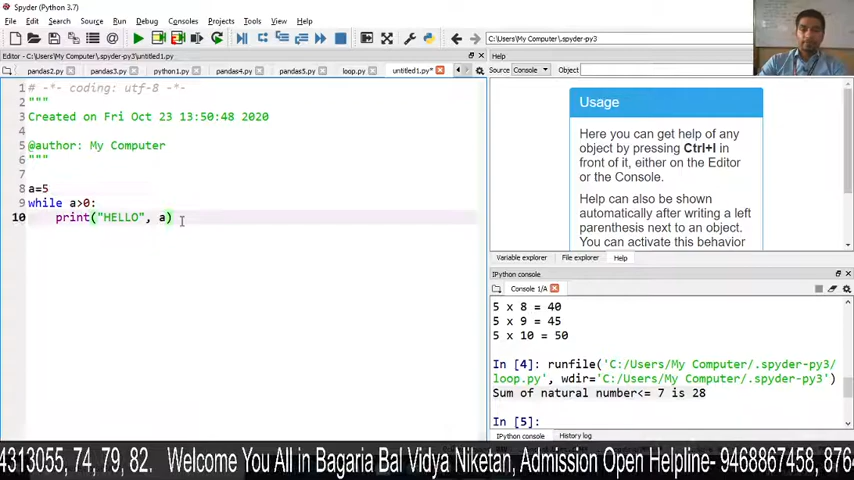 Spyder (Python 3.7)
File Edit Search Source Run Debug Consoles Projects Tools View Help
C:\Users\My Computer\.spyder-py3
Editor - C:\Users\My Computer\.spyder-py3\untitled1.py
pandas2.py pandas3.py python1.py pandas4.py pandas5.py loop.py untitled1.py*
1 # -*- coding: utf-8 -*-
2 """
3 Created on Fri Oct 23 13:50:48 2020
4
5 @author: My Computer
6 """
7
8 a=5
9 while a>0:
10 print("HELLO", a)
Help
Source Console Object
Usage
Here you can get help of any
object by pressing Ctrl+I in
front of it, either on the Editor
or the Console.
Help can also be shown
automatically after writing a left
parenthesis next to an object.
You can activate this behavior
Variable explorer File explorer Help
IPython console
Console 1/A
5 x 8 = 40
5 x 9 = 45
5 x 10 = 50
In [4]: runfile('C:/Users/My Computer/.spyder-py3/
loop.py', wdir='C:/Users/My Computer/.spyder-py3')
Sum of natural number<= 7 is 28
In [5]:
IPython console History log
4313055, 74, 79, 82. Welcome You All in Bagaria Bal Vidya Niketan, Admission Open Helpline- 9468867458, 876